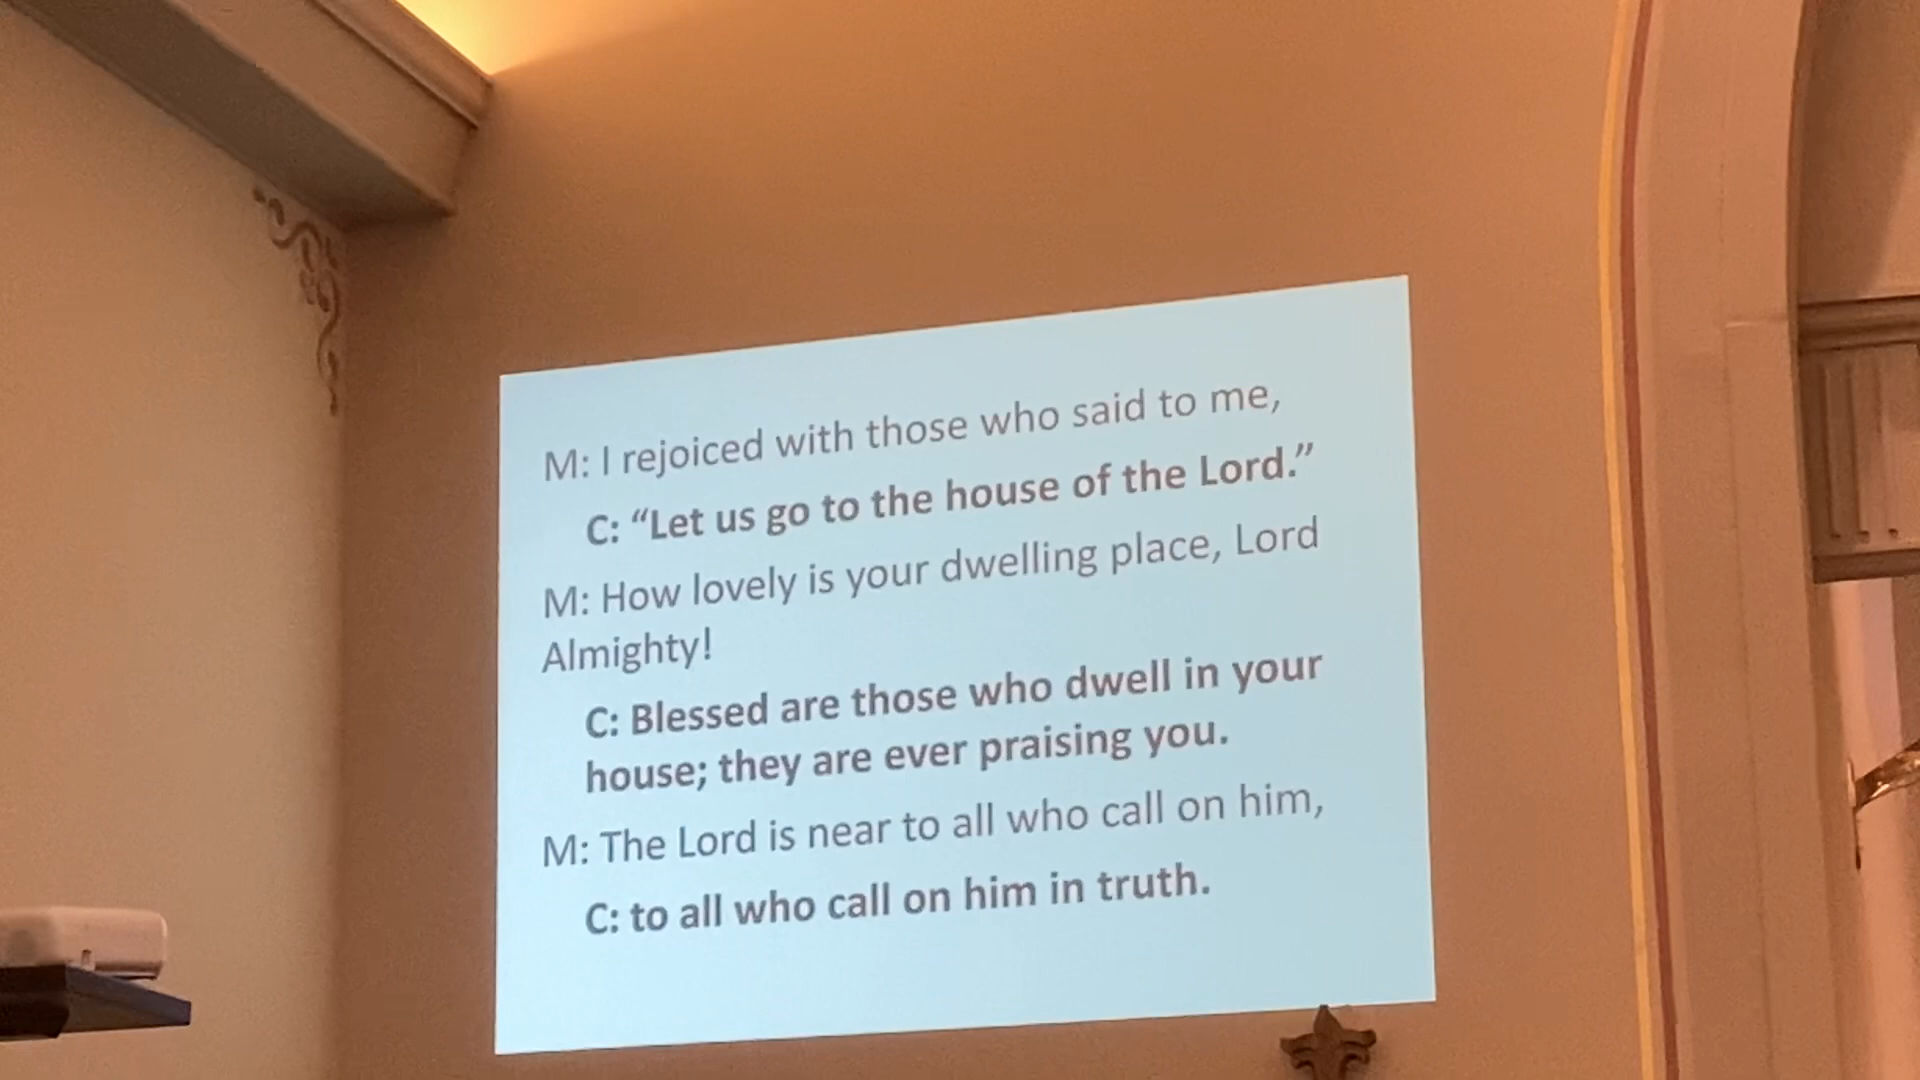 M: I rejoiced with those who said to me,
C: “Let us go to the house of the Lord.”
M: How lovely is your dwelling place, Lord
Almighty!
C: Blessed are those who dwell in your
house; they are ever praising you.
M: The Lord is near to all who call on him,
C: to all who call on him in truth.